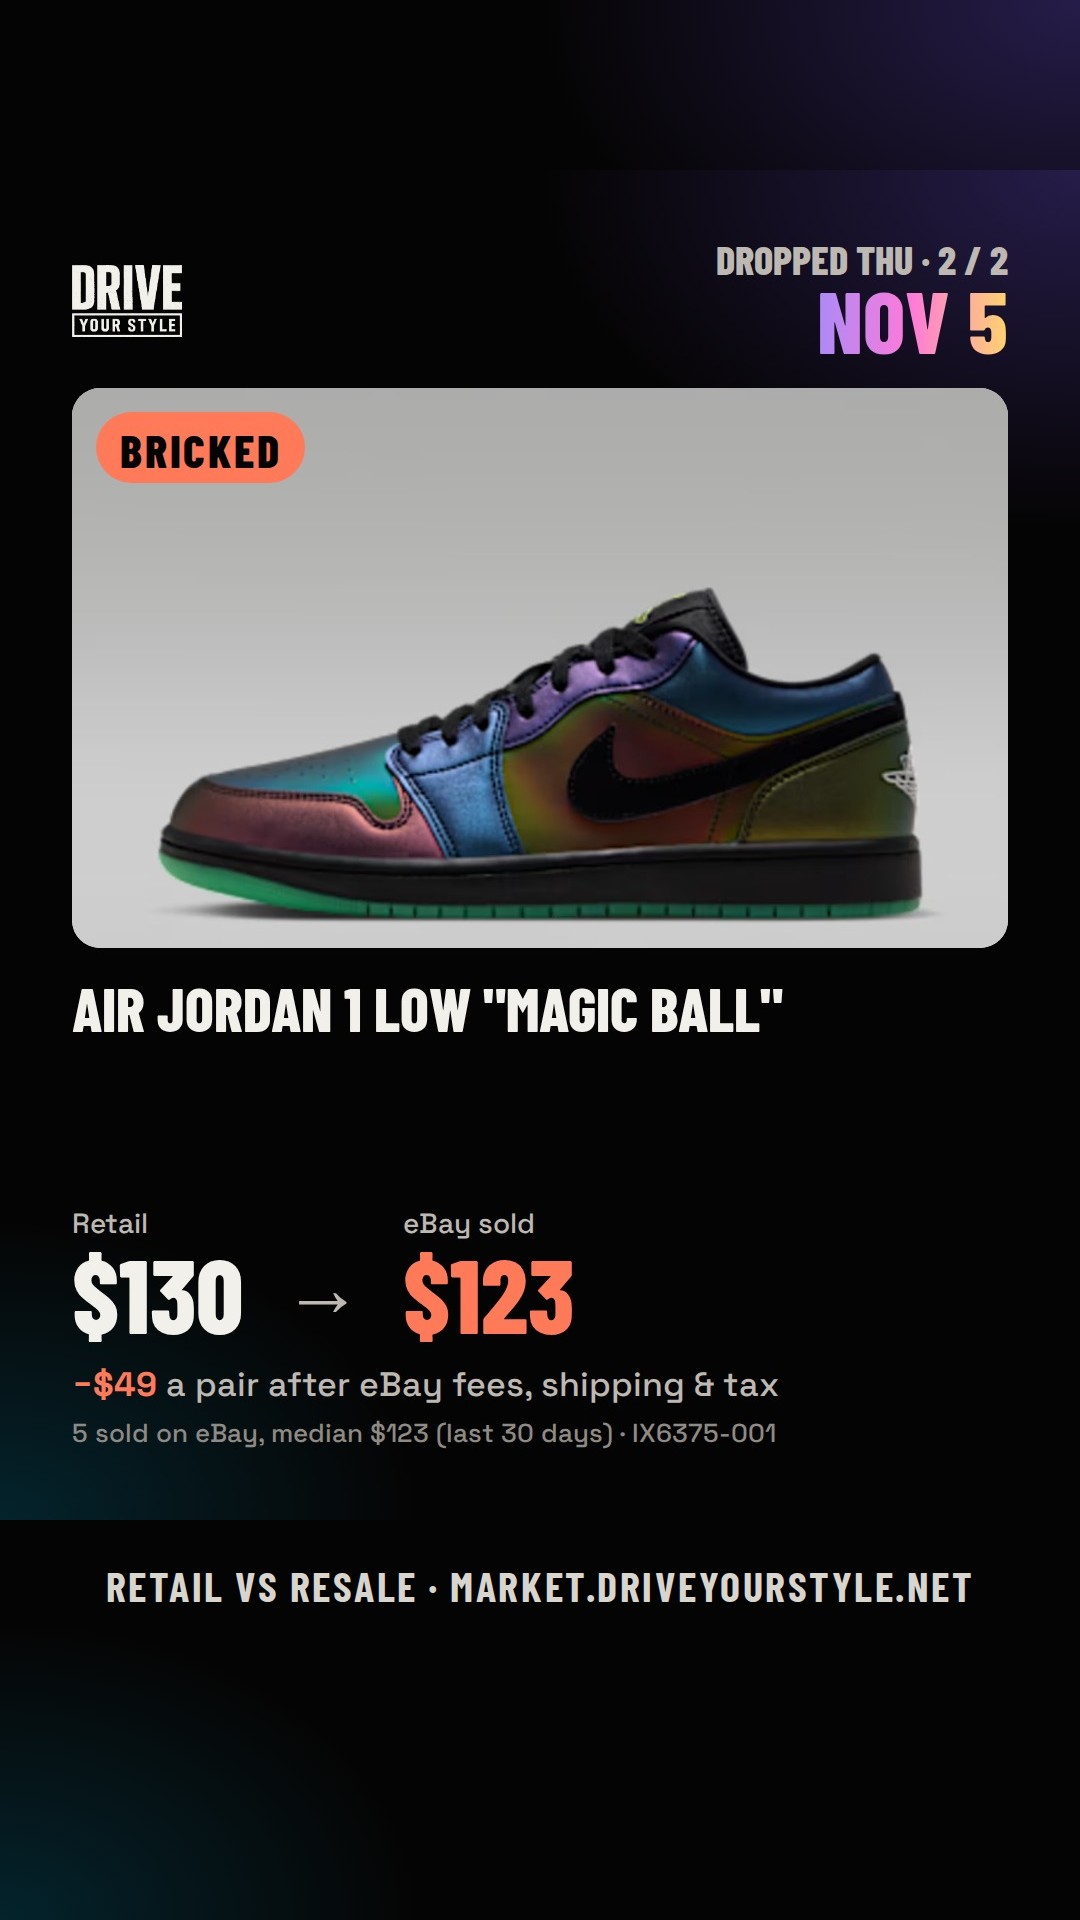 DRIVE
YOUR STYLE
DROPPED THU · 2 / 2
NOV 5
BRICKED
AIR JORDAN 1 LOW "MAGIC BALL"
Retail
eBay sold
$130 → $123
−$49 a pair after eBay fees, shipping & tax
5 sold on eBay, median $123 (last 30 days) · IX6375-001
RETAIL VS RESALE · MARKET.DRIVEYOURSTYLE.NET